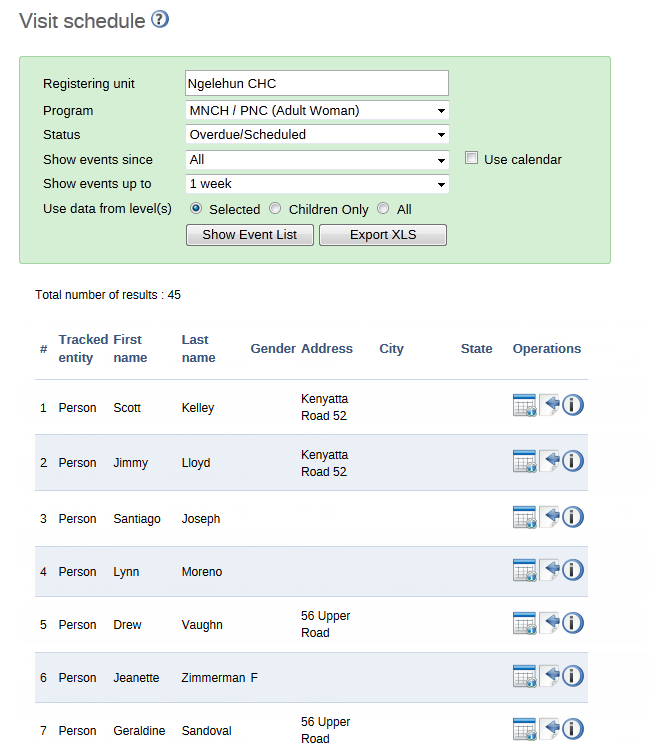 Visit schedule ?
Registering unit Ngelehun CHC
Program MNCH / PNC (Adult Woman)
Status Overdue/Scheduled
Show events since All Use calendar
Show events up to 1 week
Use data from level(s) Selected Children Only All
Show Event List Export XLS
Total number of results : 45
# Tracked entity First name Last name Gender Address City State Operations
1 Person Scott Kelley Kenyatta Road 52
2 Person Jimmy Lloyd Kenyatta Road 52
3 Person Santiago Joseph
4 Person Lynn Moreno
5 Person Drew Vaughn 56 Upper Road
6 Person Jeanette Zimmerman F
7 Person Geraldine Sandoval 56 Upper Road